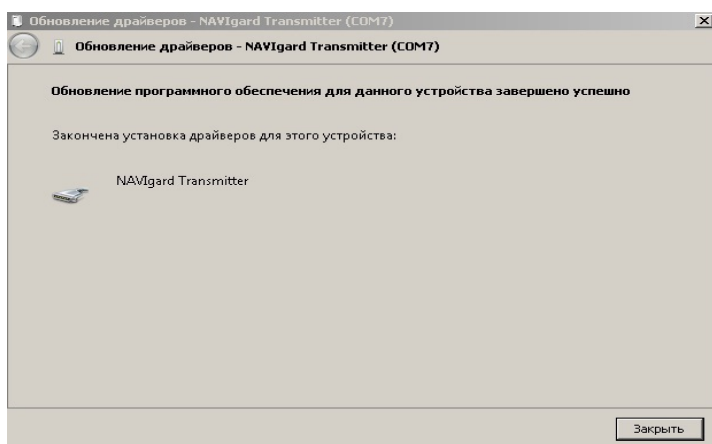 Обновление драйверов - NAVIgard Transmitter (COM7)
Обновление драйверов - NAVIgard Transmitter (COM7)
Обновление программного обеспечения для данного устройства завершено успешно
Закончена установка драйверов для этого устройства:
NAVIgard Transmitter
Закрыть